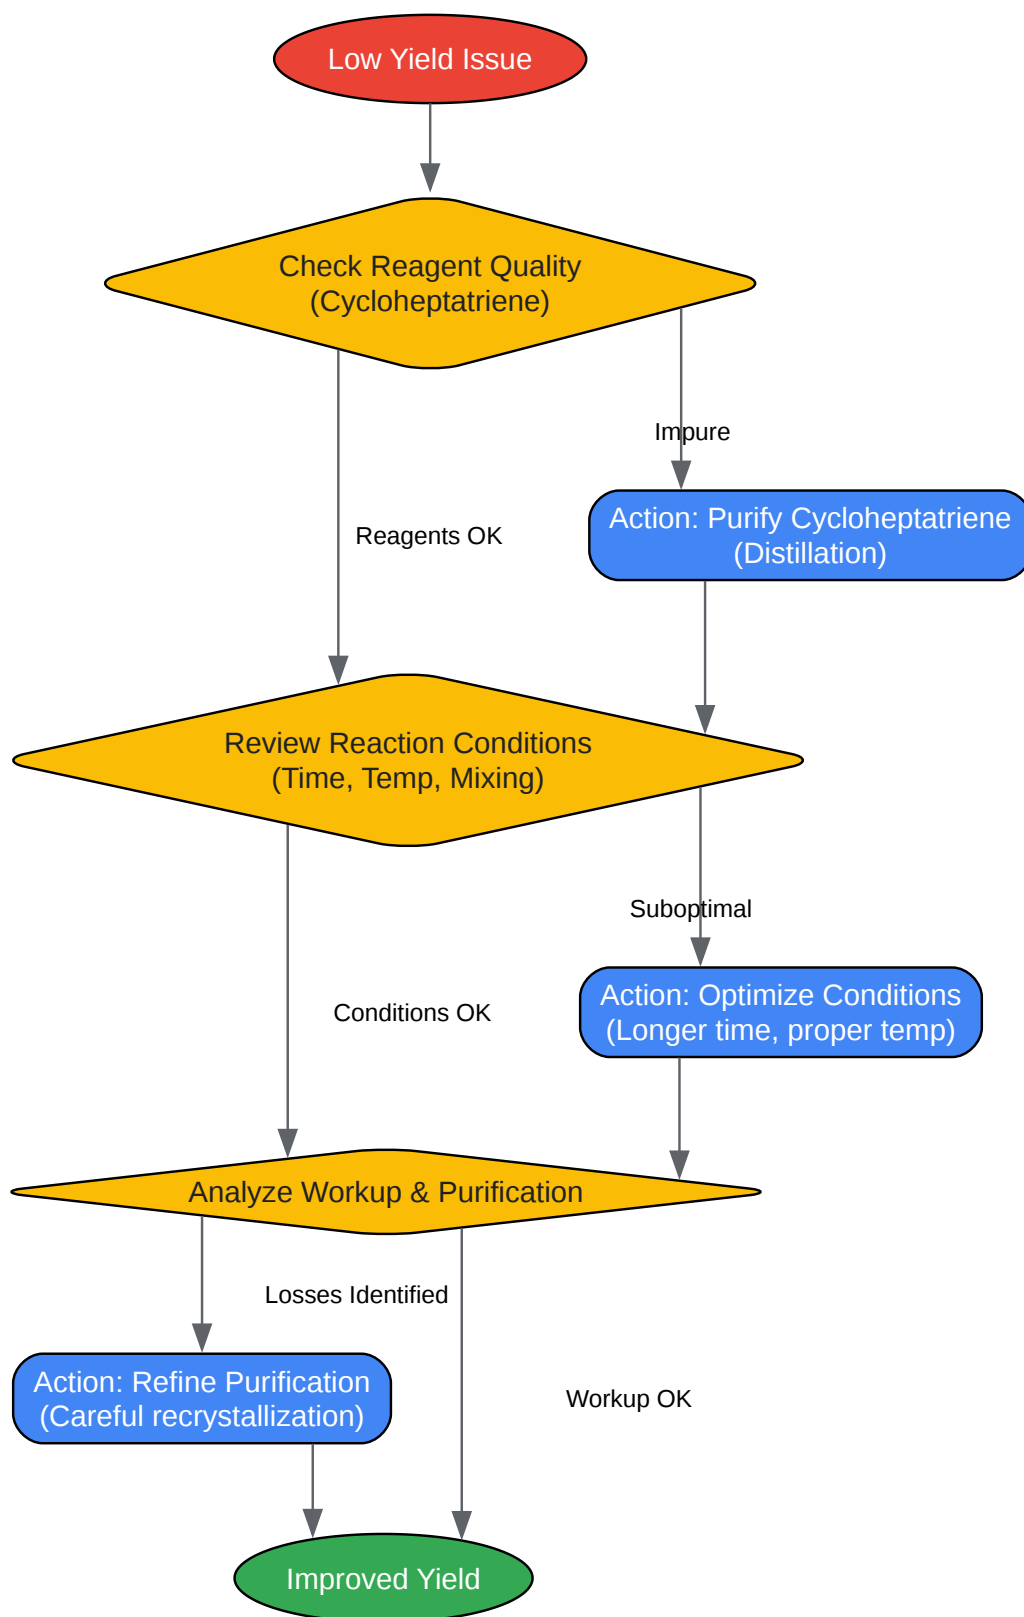 Low Yield Issue
Check Reagent Quality
(Cycloheptatriene)
Impure
Reagents OK
Action: Purify Cycloheptatriene
(Distillation)
Review Reaction Conditions
(Time, Temp, Mixing)
Suboptimal
Conditions OK
Action: Optimize Conditions
(Longer time, proper temp)
Analyze Workup & Purification
Losses Identified
Action: Refine Purification
(Careful recrystallization)
Workup OK
Improved Yield